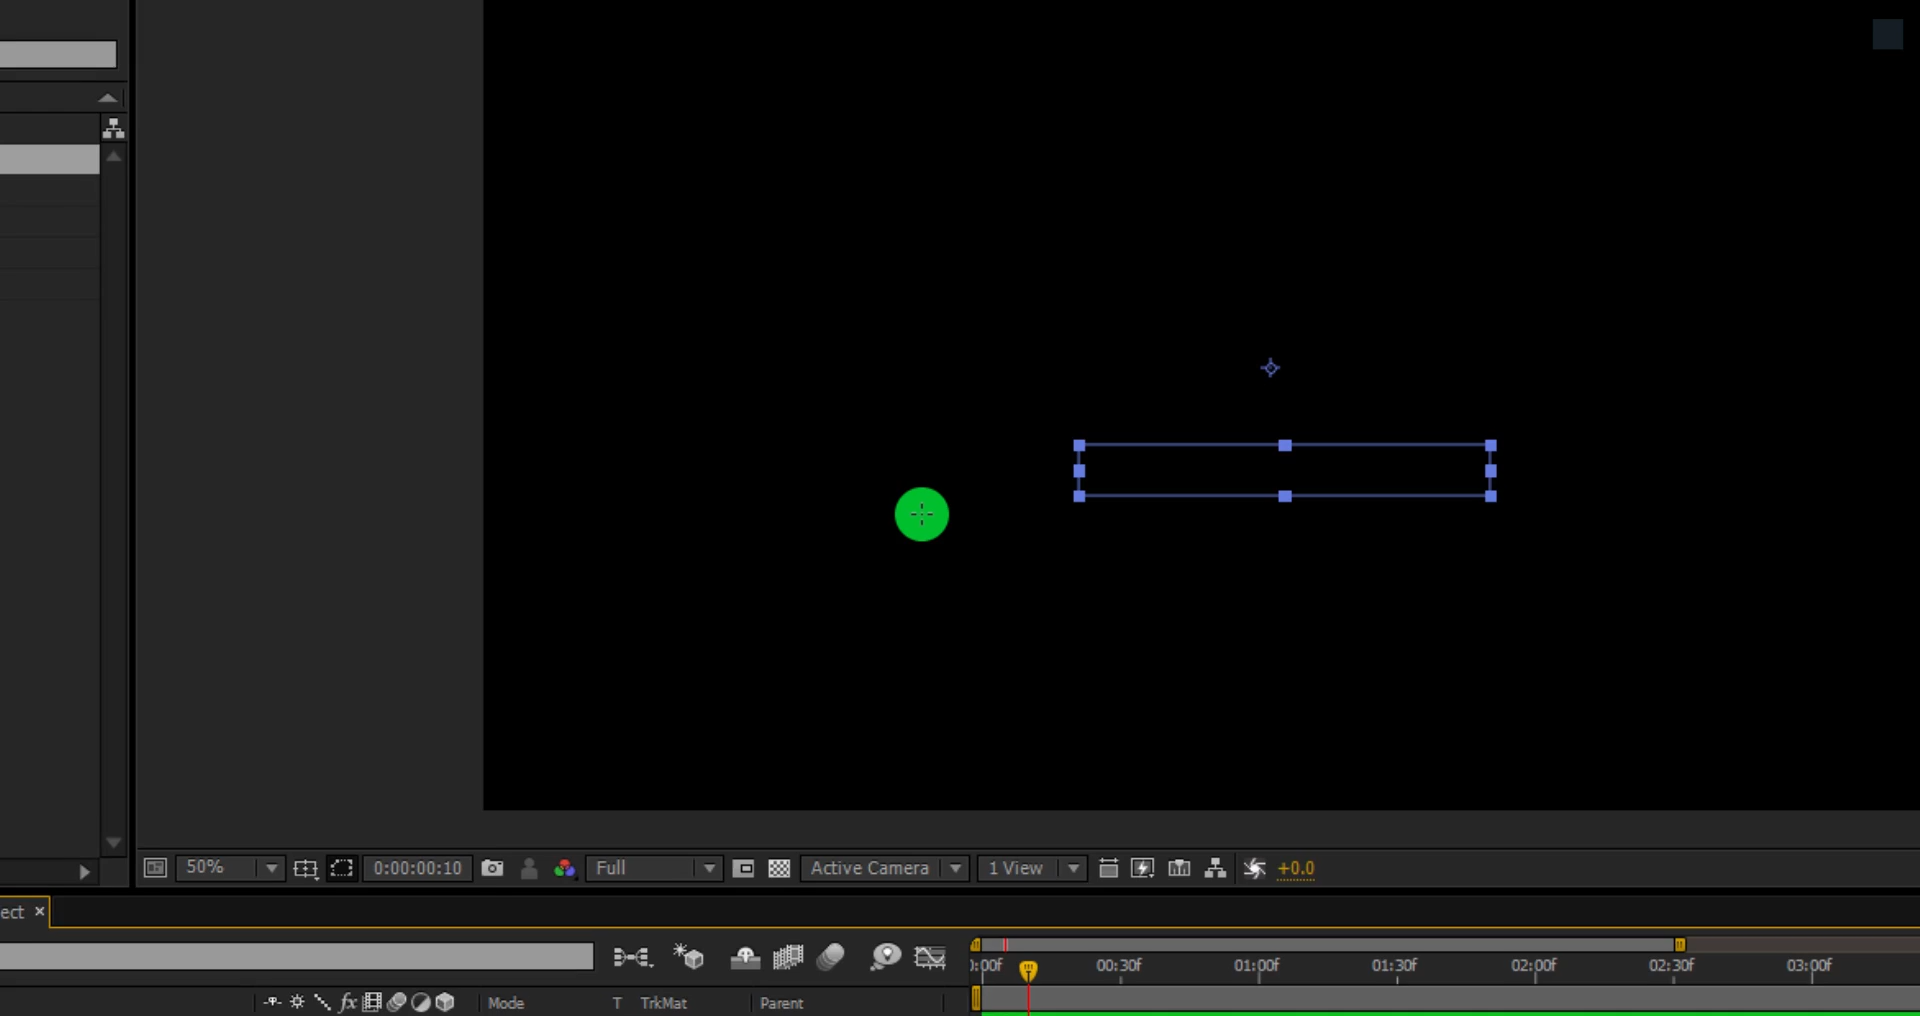 50%
0:00:00:10
Full
Active Camera
1 View
+0.0
ect ×
):00f 00:30f 01:00f 01:30f 02:00f 02:30f 03:00f
fx Mode T TrkMat Parent